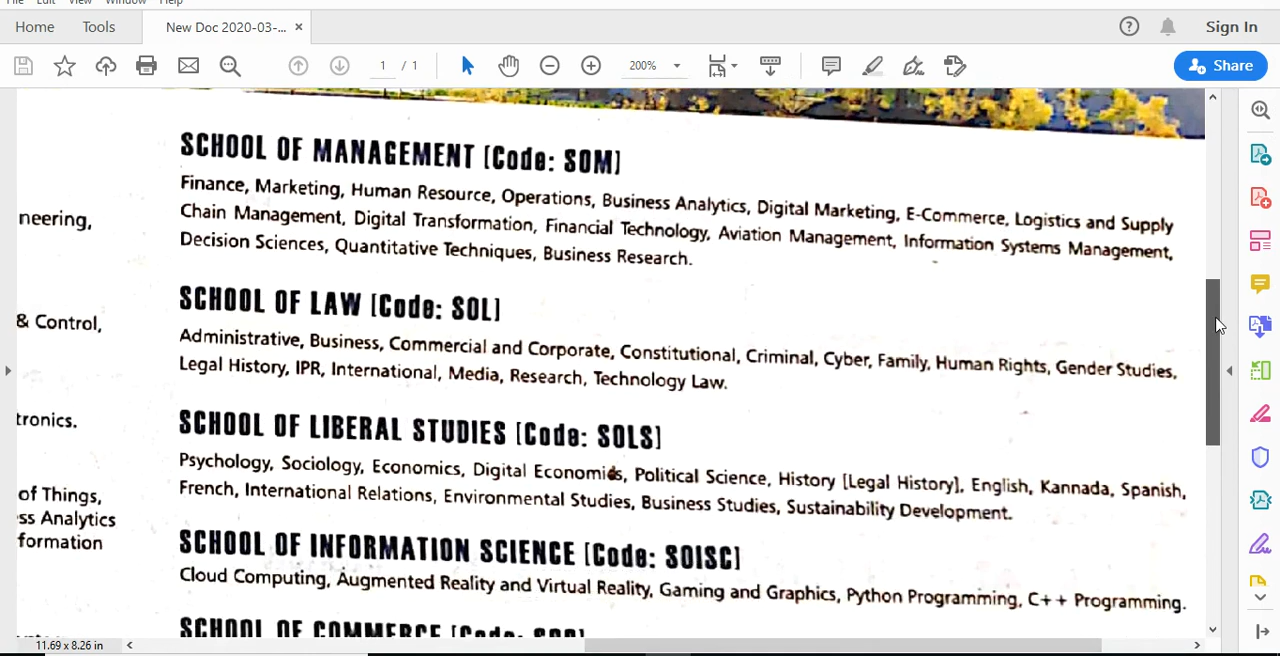 File Edit View Window Help
Home Tools New Doc 2020-03-... × Sign In
1 / 1 200% Share
SCHOOL OF MANAGEMENT [Code: SOM]
Finance, Marketing, Human Resource, Operations, Business Analytics, Digital Marketing, E-Commerce, Logistics and Supply
Chain Management, Digital Transformation, Financial Technology, Aviation Management, Information Systems Management,
Decision Sciences, Quantitative Techniques, Business Research.
neering,
SCHOOL OF LAW [Code: SOL]
& Control,
Administrative, Business, Commercial and Corporate, Constitutional, Criminal, Cyber, Family, Human Rights, Gender Studies,
Legal History, IPR, International, Media, Research, Technology Law.
tronics.
SCHOOL OF LIBERAL STUDIES [Code: SOLS]
Psychology, Sociology, Economics, Digital Economics, Political Science, History [Legal History], English, Kannada, Spanish,
French, International Relations, Environmental Studies, Business Studies, Sustainability Development.
of Things,
ss Analytics
formation
SCHOOL OF INFORMATION SCIENCE [Code: SOISC]
Cloud Computing, Augmented Reality and Virtual Reality, Gaming and Graphics, Python Programming, C++ Programming.
SCHOOL OF COMMERCE [Code:
11.69 x 8.26 in